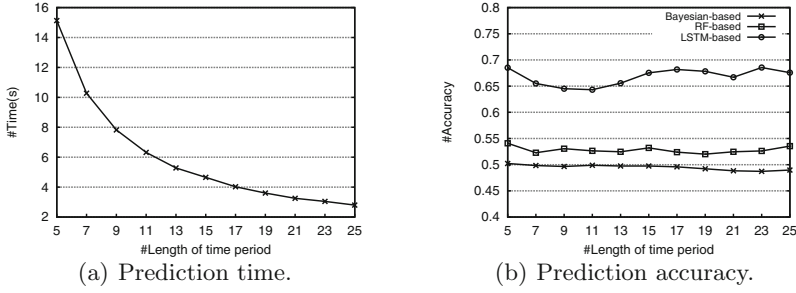 16
14
12
10
8
6
4
2
#Time(s)
5 7 9 11 13 15 17 19 21 23 25
#Length of time period
(a) Prediction time.
0.8
0.75
0.7
0.65
0.6
0.55
0.5
0.45
0.4
#Accuracy
Bayesian-based
RF-based
LSTM-based
5 7 9 11 13 15 17 19 21 23 25
#Length of time period
(b) Prediction accuracy.